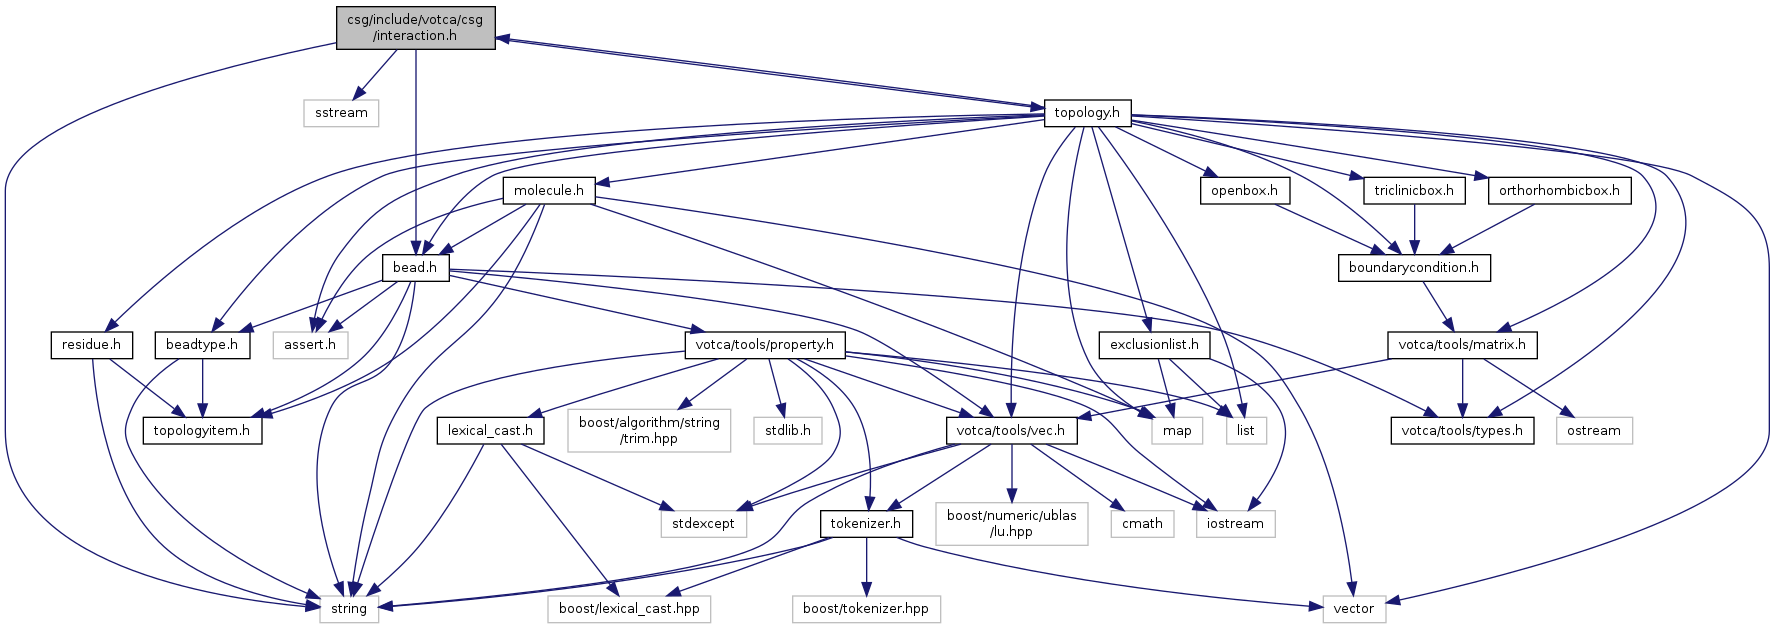 csg/include/votca/csg
/interaction.h
sstream
topology.h
molecule.h
openbox.h
triclinicbox.h
orthorhombicbox.h
bead.h
boundarycondition.h
residue.h
beadtype.h
assert.h
votca/tools/property.h
exclusionlist.h
votca/tools/matrix.h
topologyitem.h
lexical_cast.h
boost/algorithm/string
/trim.hpp
stdlib.h
votca/tools/vec.h
map
list
votca/tools/types.h
ostream
stdexcept
tokenizer.h
boost/numeric/ublas
/lu.hpp
cmath
iostream
string
boost/lexical_cast.hpp
boost/tokenizer.hpp
vector